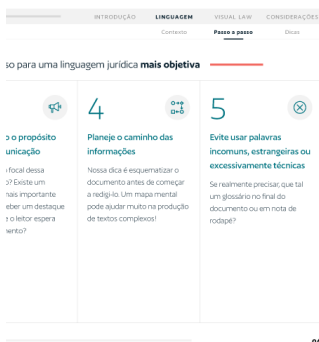 INTRODUÇÃO LINGUAGEM VISUAL LAW CONSIDERAÇÕES
Contexto Passo a passo Dicas
so para uma linguagem jurídica mais objetiva
o propósito
unicação
focal dessa
o? Existe um
ais importante
eber um destaque
e o leitor espera
nento?
4
Planeje o caminho das
informações
Nossa dica é esquematizar o
documento antes de começar
a redigi-lo. Um mapa mental
pode ajudar muito na produção
de textos complexos!
5
Evite usar palavras
incomuns, estrangeiras ou
excessivamente técnicas
Se realmente precisar, que tal
um glossário no final do
documento ou em nota de
rodapé?